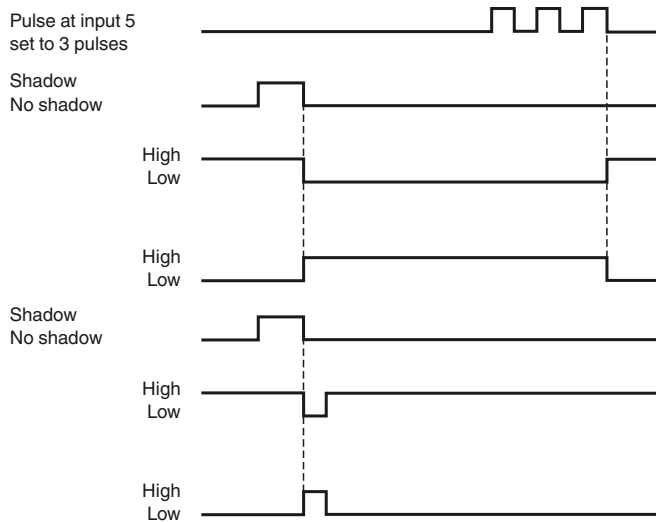 Pulse at input 5
set to 3 pulses
Shadow
No shadow
High
Low
High
Low
Shadow
No shadow
High
Low
High
Low